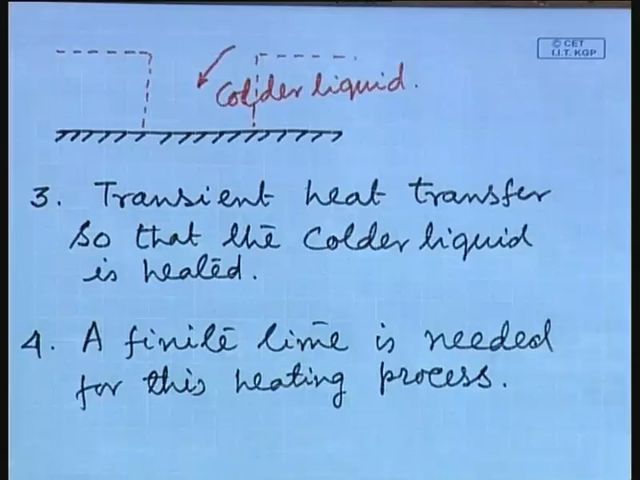 © CET
I.I.T. KGP
Colder liquid.
3. Transient heat transfer
so that the colder liquid
is heated.
4. A finite time is needed
for this heating process.